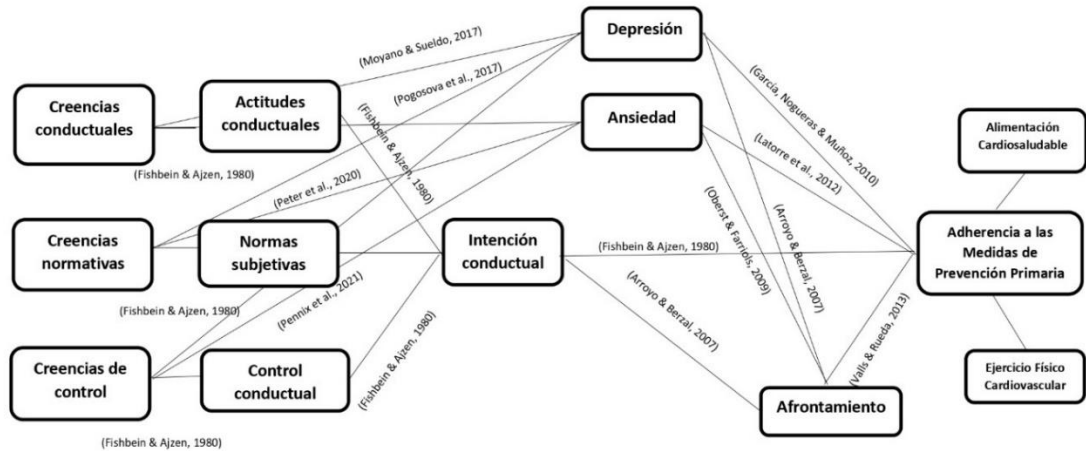 Depresión
(Moyano & Sueldo, 2017)
(Pogosova et al., 2017)
(García, Nogueras & Muñoz, 2010)
Creencias
conductuales
Actitudes
conductuales
(Fishbein & Ajzen, 1980)
Ansiedad
(Latorre et al., 2012)
Alimentación
Cardiosaludable
(Fishbein & Ajzen, 1980)
(Peter et al., 2020)
(Oberst & Farriols, 2009)
(Arroyo & Berzal, 2007)
Creencias
normativas
Normas
subjetivas
Intención
conductual
(Fishbein & Ajzen, 1980)
Adherencia a las
Medidas de
Prevención Primaria
(Fishbein & Ajzen, 1980)
(Pennix et al., 2021)
(Fishbein & Ajzen, 1980)
(Arroyo & Berzal, 2007)
(Valls & Rueda, 2013)
Creencias de
control
Control
conductual
Afrontamiento
Ejercicio Físico
Cardiovascular
(Fishbein & Ajzen, 1980)